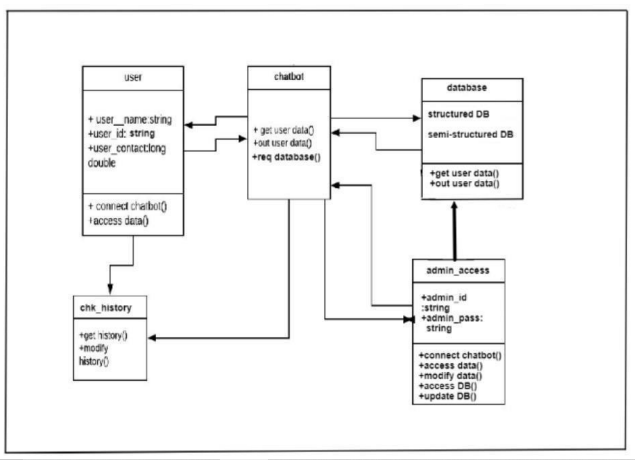 user
+ user__name:string
+user_id: string
+user_contact:long
double
+ connect chatbot()
+access data()
chatbot
+ get user data()
+out user data()
+req database()
database
structured DB
semi-structured DB
+get user data()
+out user data()
chk_history
+get history()
+modify
history()
admin_access
+admin_id
:string
+admin_pass:
string
+connect chatbot()
+access data()
+modify data()
+access DB()
+update DB()